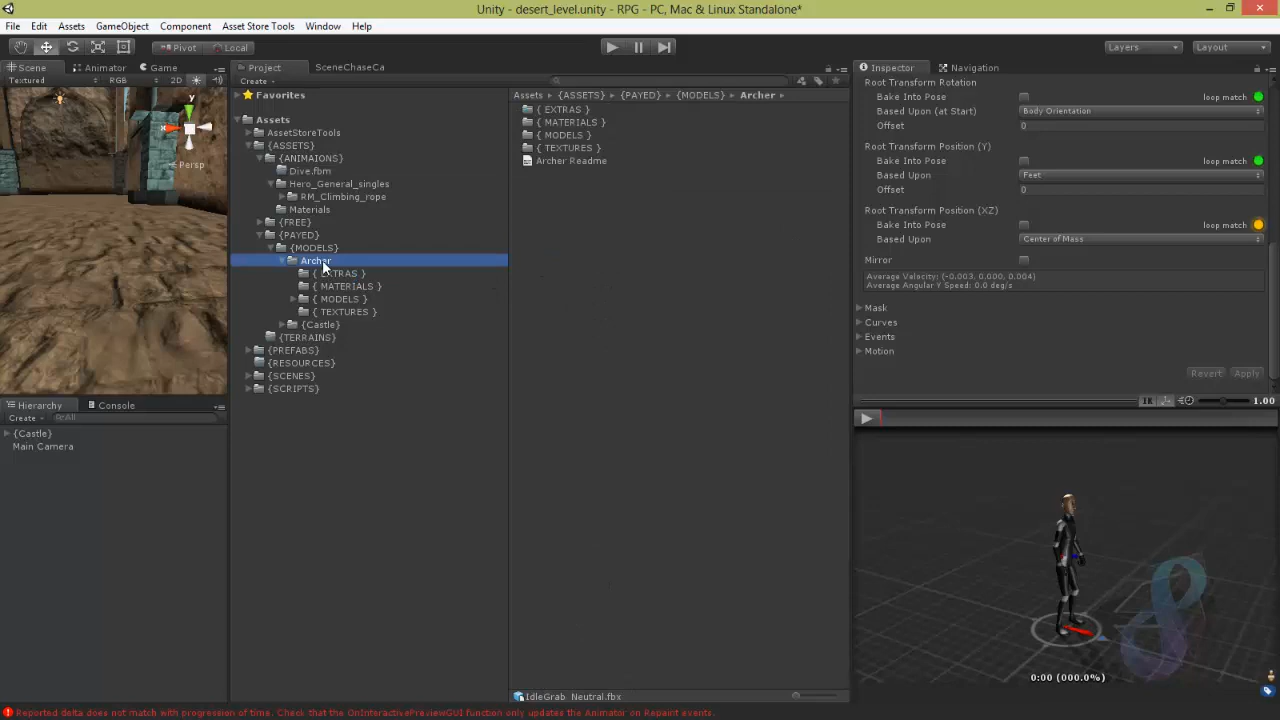 Unity - desert_level.unity - RPG - PC, Mac & Linux Standalone*
File Edit Assets GameObject Component Asset Store Tools Window Help
Pivot Local Layers Layout
Scene Animator Game
Textured RGB 2D
y
x
Persp
Hierarchy Console
Create All
{Castle}
Main Camera
Project SceneChaseCa
Create
Favorites
Assets
AssetStoreTools
{ASSETS}
{ANIMAIONS}
Dive.fbm
Hero_General_singles
RM_Climbing_rope
Materials
{FREE}
{PAYED}
{MODELS}
Archer
{ EXTRAS }
{ MATERIALS }
{ MODELS }
{ TEXTURES }
{Castle}
{TERRAINS}
{PREFABS}
{RESOURCES}
{SCENES}
{SCRIPTS}
Assets {ASSETS} {PAYED} {MODELS} Archer
{ EXTRAS }
{ MATERIALS }
{ MODELS }
{ TEXTURES }
Archer Readme
IdleGrab_Neutral.fbx
Inspector Navigation
Root Transform Rotation
Bake Into Pose loop match
Based Upon (at Start) Body Orientation
Offset 0
Root Transform Position (Y)
Bake Into Pose loop match
Based Upon Feet
Offset 0
Root Transform Position (XZ)
Bake Into Pose loop match
Based Upon Center of Mass
Mirror
Average Velocity: (-0.003, 0.000, 0.004)
Average Angular Y Speed: 0.0 deg/s
Mask
Curves
Events
Motion
Revert Apply
IK 1.00
0:00 (000.0%)
Reported delta does not match with progression of time. Check that the OnInteractivePreviewGUI function only updates the Animator on Repaint events.